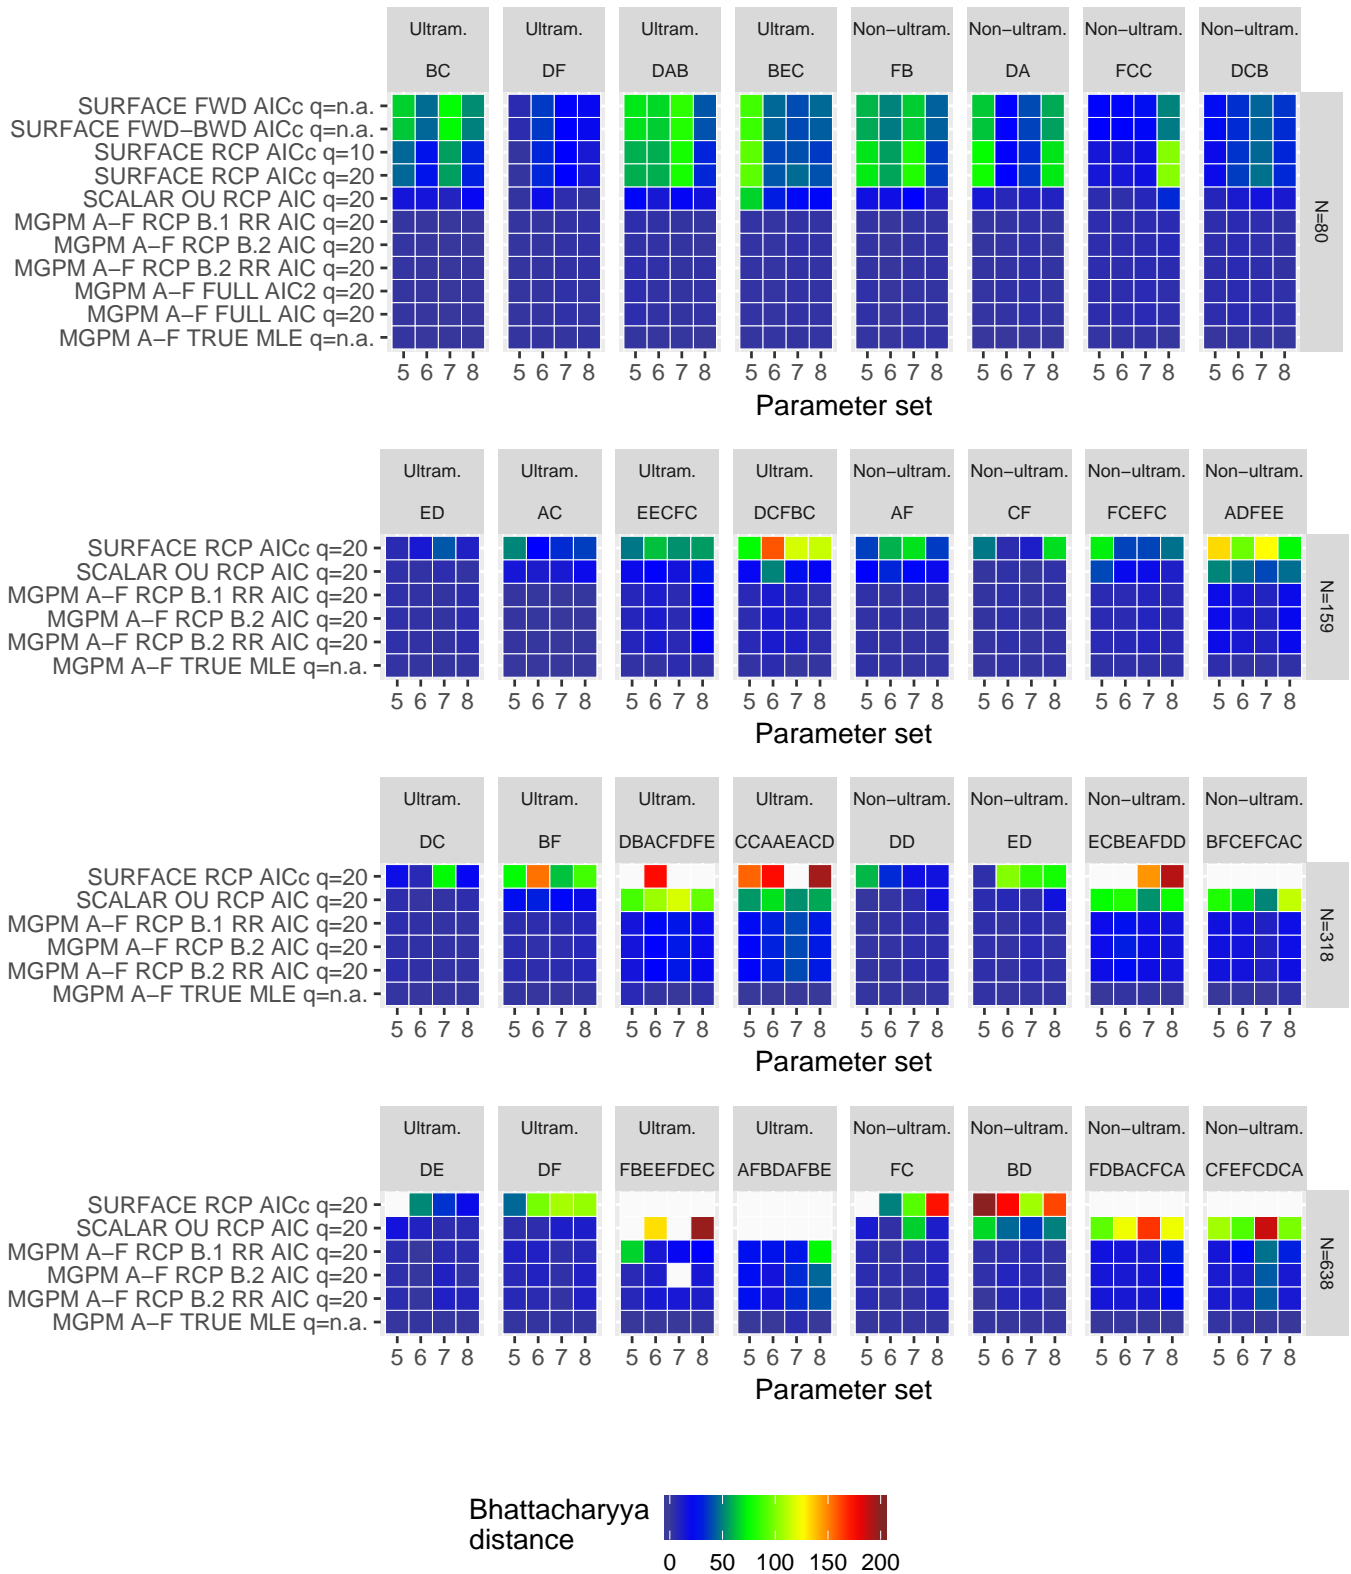 Ultram. Ultram. Ultram. Ultram. Non−ultram. Non−ultram. Non−ultram. Non−ultram.
BC DF DAB BEC FB DA FCC DCB
SURFACE FWD AICc q=n.a.
SURFACE FWD−BWD AICc q=n.a.
SURFACE RCP AICc q=10
SURFACE RCP AICc q=20
SCALAR OU RCP AIC q=20
MGPM A−F RCP B.1 RR AIC q=20
MGPM A−F RCP B.2 AIC q=20
MGPM A−F RCP B.2 RR AIC q=20
MGPM A−F FULL AIC2 q=20
MGPM A−F FULL AIC q=20
MGPM A−F TRUE MLE q=n.a.
N=80
5 6 7 8 5 6 7 8 5 6 7 8 5 6 7 8 5 6 7 8 5 6 7 8 5 6 7 8 5 6 7 8
Parameter set
Ultram. Ultram. Ultram. Ultram. Non−ultram. Non−ultram. Non−ultram. Non−ultram.
ED AC EECFC DCFBC AF CF FCEFC ADFEE
SURFACE RCP AICc q=20
SCALAR OU RCP AIC q=20
MGPM A−F RCP B.1 RR AIC q=20
MGPM A−F RCP B.2 AIC q=20
MGPM A−F RCP B.2 RR AIC q=20
MGPM A−F TRUE MLE q=n.a.
N=159
5 6 7 8 5 6 7 8 5 6 7 8 5 6 7 8 5 6 7 8 5 6 7 8 5 6 7 8 5 6 7 8
Parameter set
Ultram. Ultram. Ultram. Ultram. Non−ultram. Non−ultram. Non−ultram. Non−ultram.
DC BF DBACFDFE CCAAEACD DD ED ECBEAFDD BFCEFCAC
SURFACE RCP AICc q=20
SCALAR OU RCP AIC q=20
MGPM A−F RCP B.1 RR AIC q=20
MGPM A−F RCP B.2 AIC q=20
MGPM A−F RCP B.2 RR AIC q=20
MGPM A−F TRUE MLE q=n.a.
N=318
5 6 7 8 5 6 7 8 5 6 7 8 5 6 7 8 5 6 7 8 5 6 7 8 5 6 7 8 5 6 7 8
Parameter set
Ultram. Ultram. Ultram. Ultram. Non−ultram. Non−ultram. Non−ultram. Non−ultram.
DE DF FBEEFDEC AFBDAFBE FC BD FDBACFCA CFEFCDCA
SURFACE RCP AICc q=20
SCALAR OU RCP AIC q=20
MGPM A−F RCP B.1 RR AIC q=20
MGPM A−F RCP B.2 AIC q=20
MGPM A−F RCP B.2 RR AIC q=20
MGPM A−F TRUE MLE q=n.a.
N=638
5 6 7 8 5 6 7 8 5 6 7 8 5 6 7 8 5 6 7 8 5 6 7 8 5 6 7 8 5 6 7 8
Parameter set
Bhattacharyya
distance
0 50 100 150 200